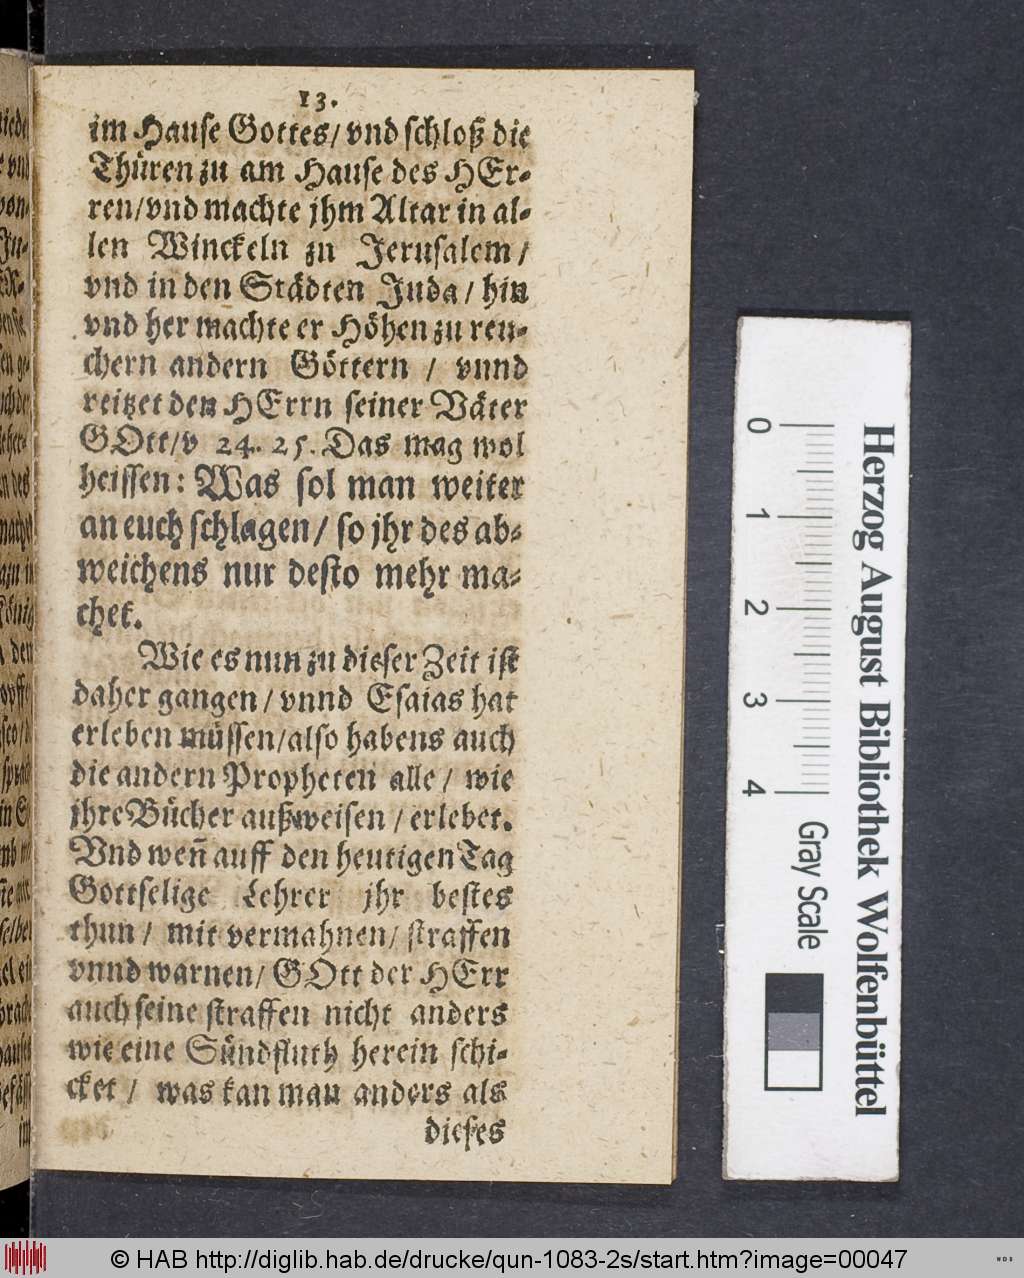 13.
im Hause Gottes/ vnd schloß die
Thüren zu am Hause des HEr-
ren/vnd machte jhm Altar in al-
len Winckeln zu Jerusalem/
vnd in den Städten Juda/ hin
vnd her machte er Höhen zu reu-
chern andern Göttern / vnnd
reitzet den HErrn seiner Väter
GOtt/v 24. 25. Das mag wol
heissen: Was sol man weiter
an euch schlagen/ so jhr des ab-
weichens nur desto mehr ma-
chet.
Wie es nun zu dieser Zeit ist
daher gangen/ vnnd Esaias hat
erleben müssen/also habens auch
die andern Propheten alle/ wie
jhre Bücher außweisen/ erlebet.
Vnd weñ auff den heutigen Tag
Gottselige Lehrer jhr bestes
thun/ mit vermahnen/ straffen
vnnd warnen/ GOtt der HErr
auch seine straffen nicht anders
wie eine Sündfluth herein schi-
cket/ was kan man anders als
dieses
0 1 2 3 4
Gray Scale
Herzog August Bibliothek Wolfenbüttel
© HAB http://diglib.hab.de/drucke/qun-1083-2s/start.htm?image=00047